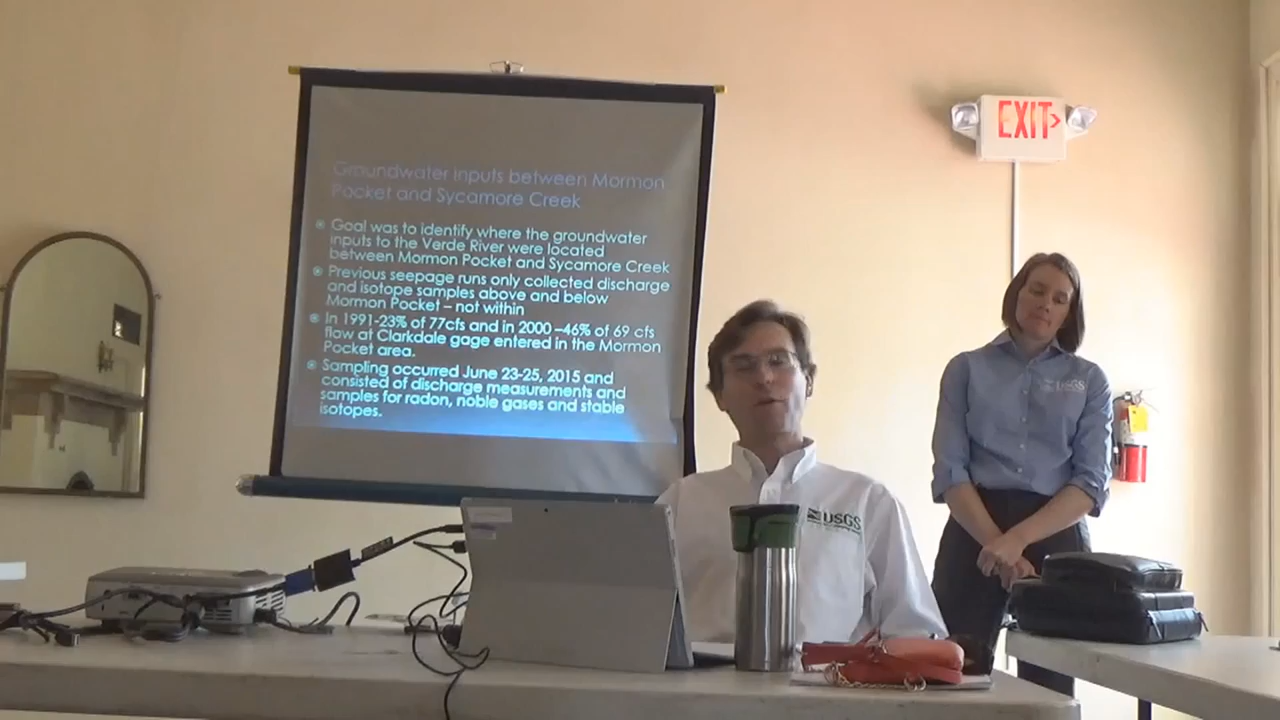 Groundwater inputs between Mormon
Pocket and Sycamore Creek
Goal was to identify where the groundwater
inputs to the Verde River were located
between Mormon Pocket and Sycamore Creek
Previous seepage runs only collected discharge
and isotope samples above and below
Mormon Pocket – not within
In 1991-23% of 77cfs and in 2000 –46% of 69 cfs
flow at Clarkdale gage entered in the Mormon
Pocket area.
Sampling occurred June 23-25, 2015 and
consisted of discharge measurements and
samples for radon, noble gases and stable
isotopes.
EXIT
USGS
USGS